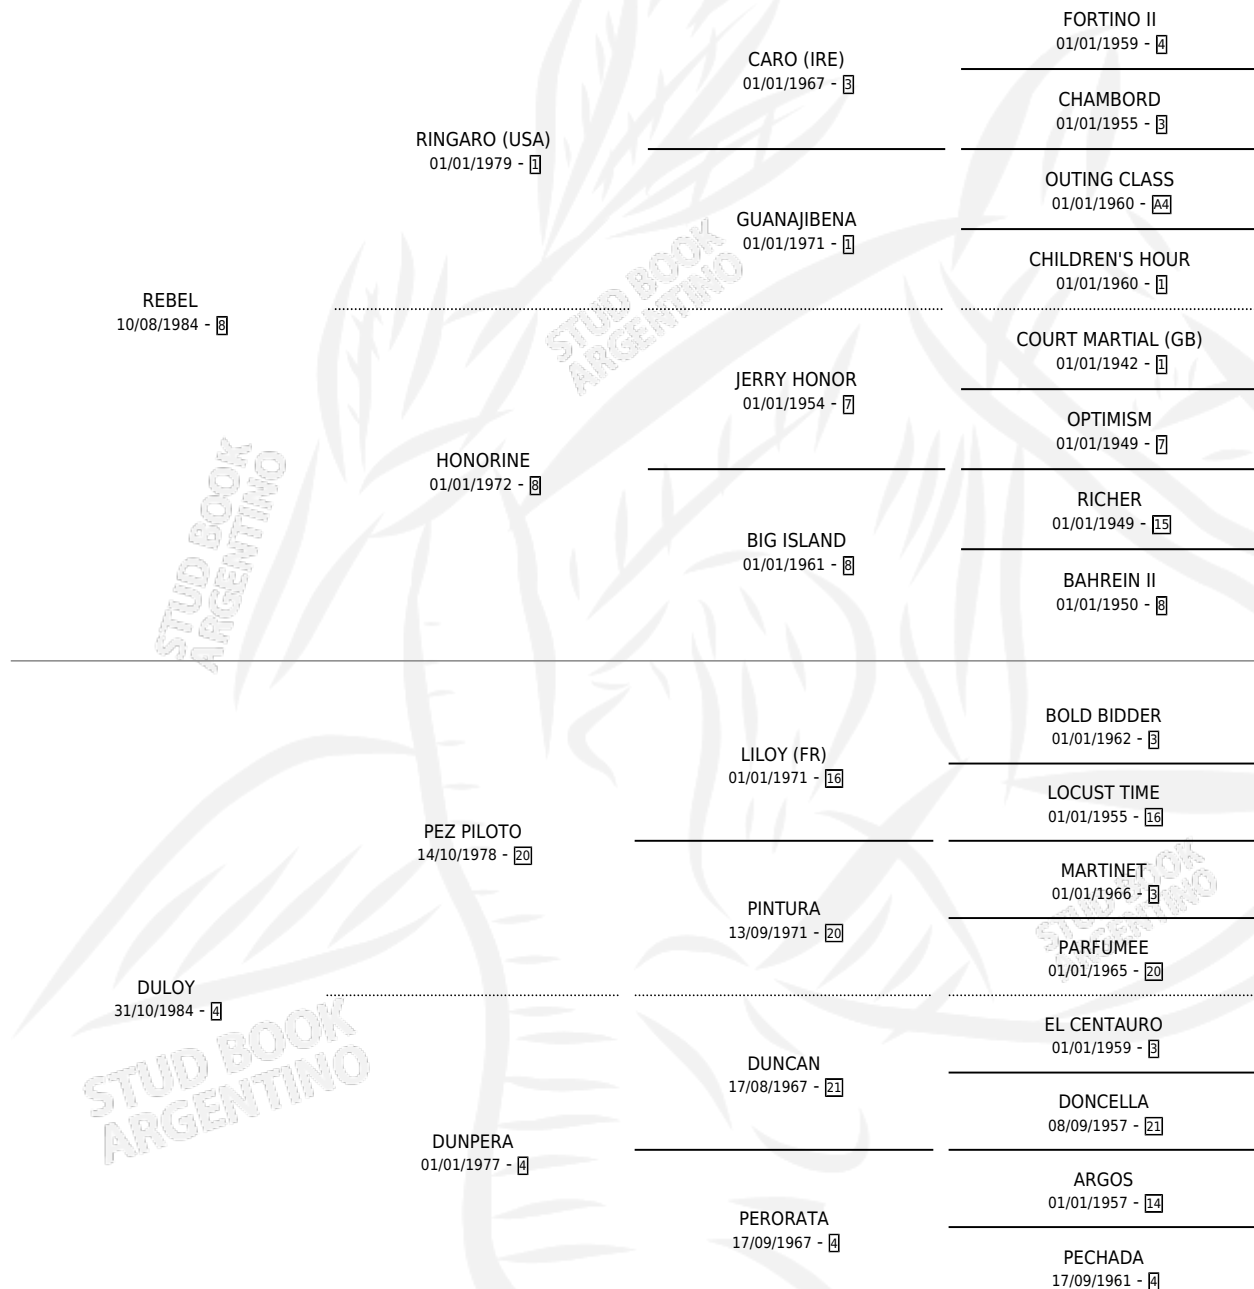 FORTINO II
01/01/1959 - 4
CARO (IRE)
01/01/1967 - 3
CHAMBORD
01/01/1955 - 3
RINGARO (USA)
01/01/1979 - 1
OUTING CLASS
01/01/1960 - A4
GUANAJIBENA
01/01/1971 - 1
CHILDREN'S HOUR
01/01/1960 - 1
REBEL
10/08/1984 - 8
COURT MARTIAL (GB)
01/01/1942 - 1
JERRY HONOR
01/01/1954 - 7
OPTIMISM
01/01/1949 - 7
HONORINE
01/01/1972 - 8
RICHER
01/01/1949 - 15
BIG ISLAND
01/01/1961 - 8
BAHREIN II
01/01/1950 - 8
BOLD BIDDER
01/01/1962 - 3
LILOY (FR)
01/01/1971 - 16
LOCUST TIME
01/01/1955 - 16
PEZ PILOTO
14/10/1978 - 20
MARTINET
01/01/1966 - 3
PINTURA
13/09/1971 - 20
PARFUMEE
01/01/1965 - 20
DULOY
31/10/1984 - 4
EL CENTAURO
01/01/1959 - 3
DUNCAN
17/08/1967 - 21
DONCELLA
08/09/1957 - 21
DUNPERA
01/01/1977 - 4
ARGOS
01/01/1957 - 14
PERORATA
17/09/1967 - 4
PECHADA
17/09/1961 - 4
STUD BOOK
ARGENTINO
STUD BOOK
ARGENTINO
STUD BOOK
ARGENTINO
STUD BOOK
ARGENTINO